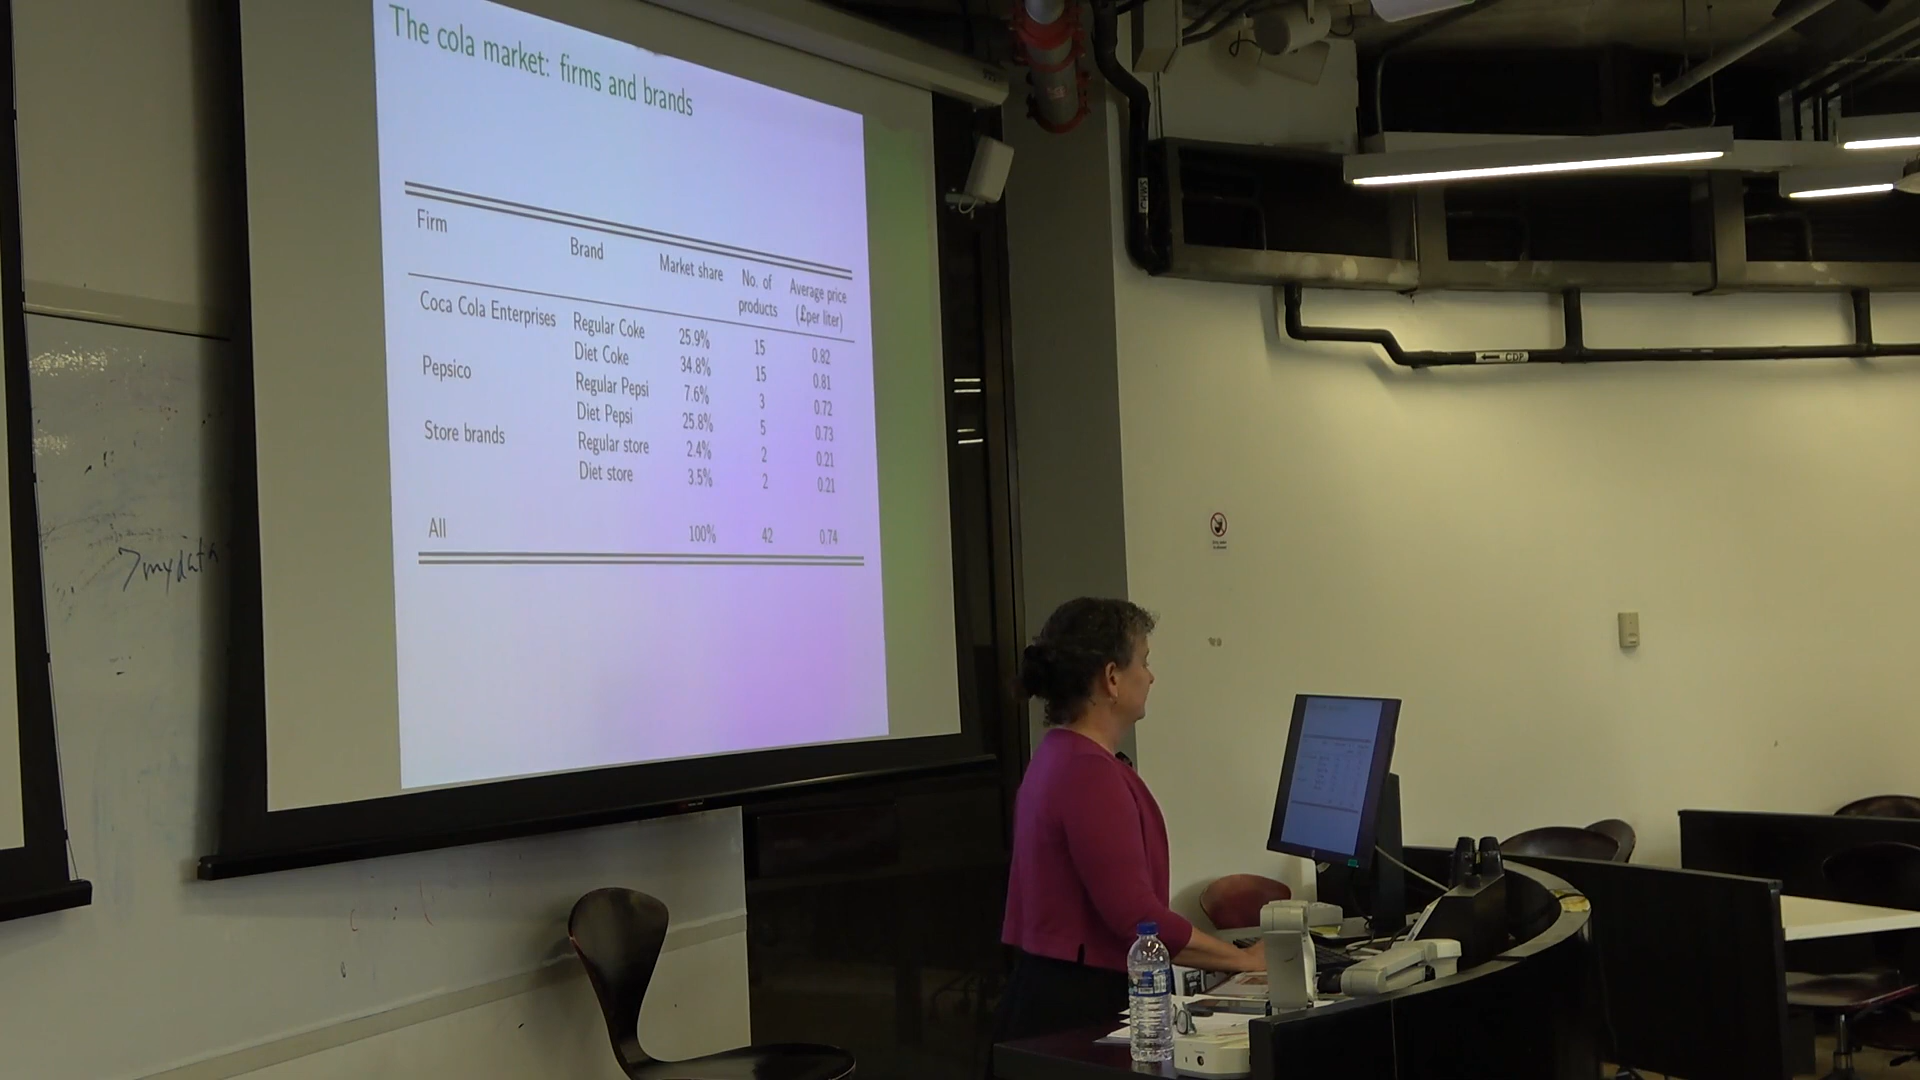 The cola market: firms and brands
Firm Brand Market share No. of products Average price (£per liter)
Coca Cola Enterprises Regular Coke 25.9% 15 0.82
Diet Coke 34.8% 15 0.81
Pepsico Regular Pepsi 7.6% 3 0.72
Diet Pepsi 25.8% 5 0.73
Store brands Regular store 2.4% 2 0.21
Diet store 3.5% 2 0.21
All 100% 42 0.74
>mydata
CHWS
← CDP